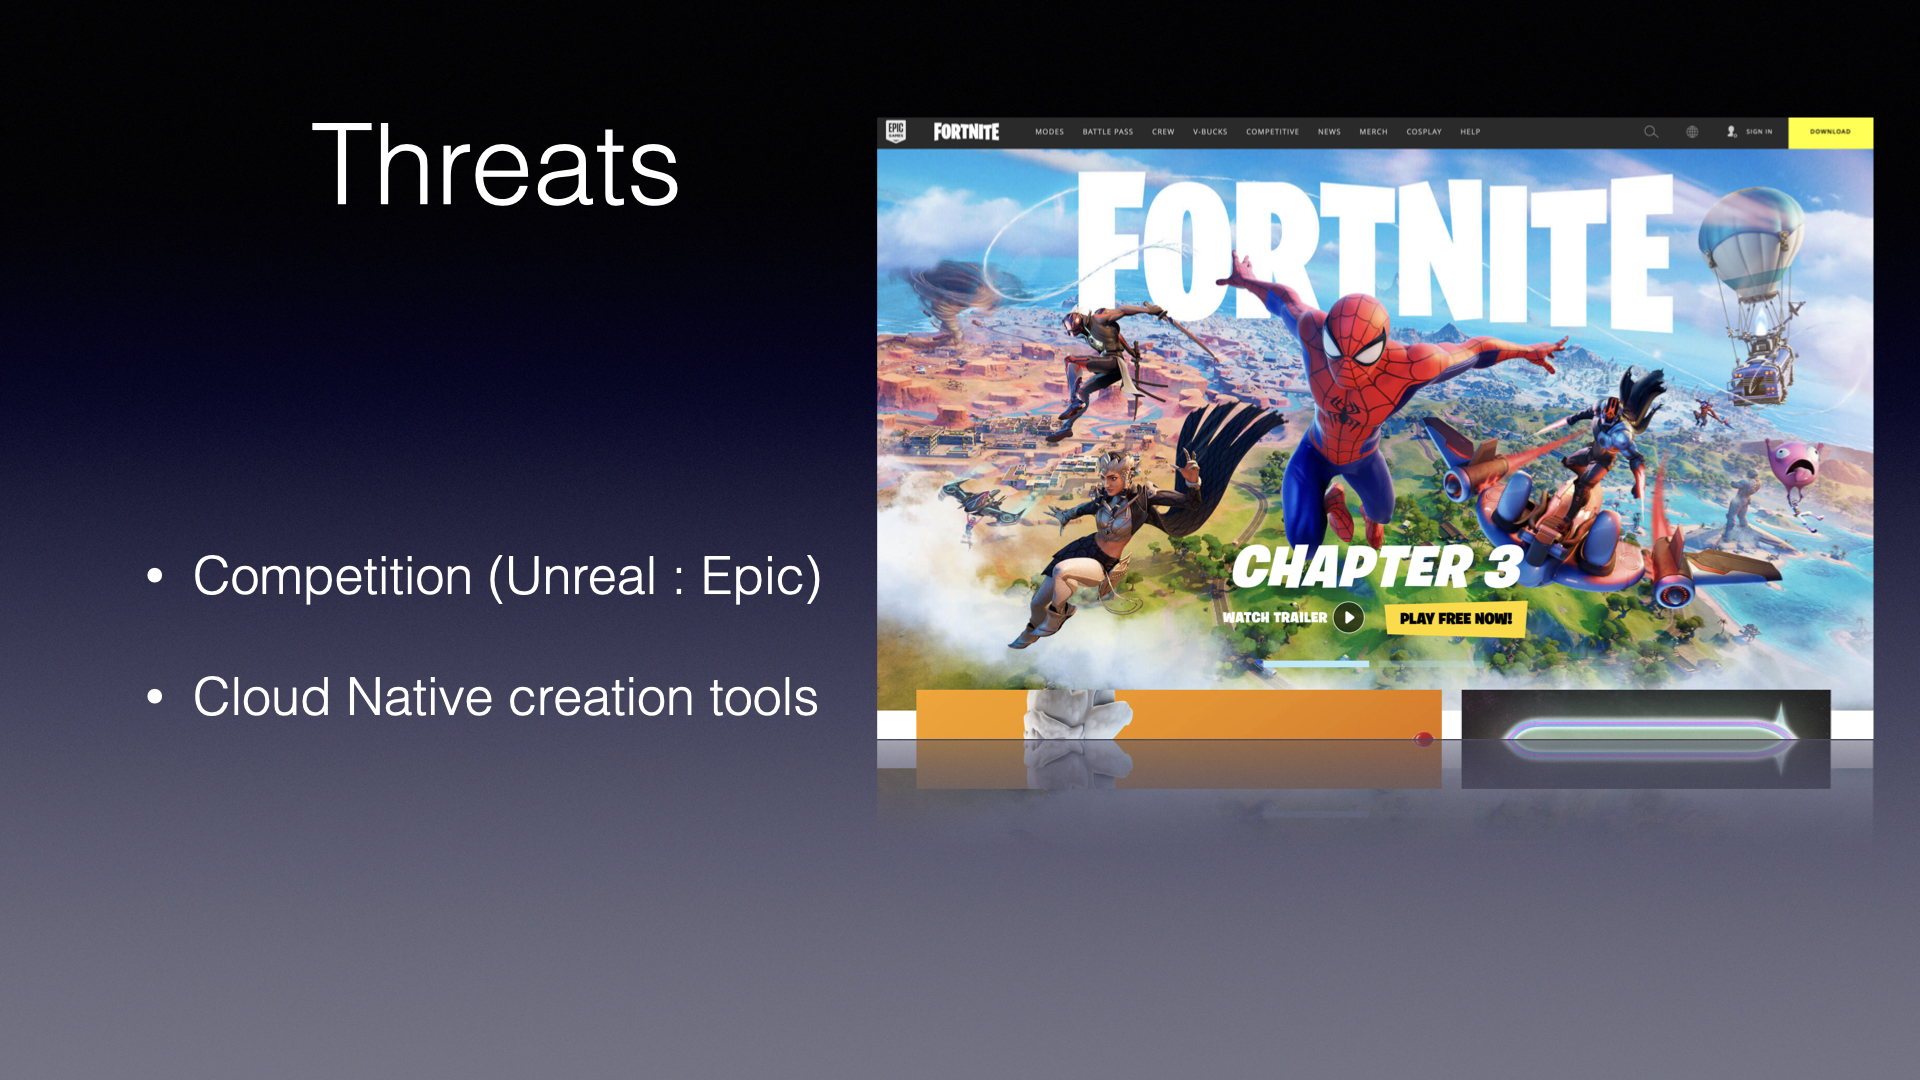 Threats
• Competition (Unreal : Epic)
• Cloud Native creation tools
EPIC GAMES
FORTNITE
MODES BATTLE PASS CREW V-BUCKS COMPETITIVE NEWS MERCH COSPLAY HELP
SIGN IN
DOWNLOAD
FORTNITE
CHAPTER 3
WATCH TRAILER
PLAY FREE NOW!